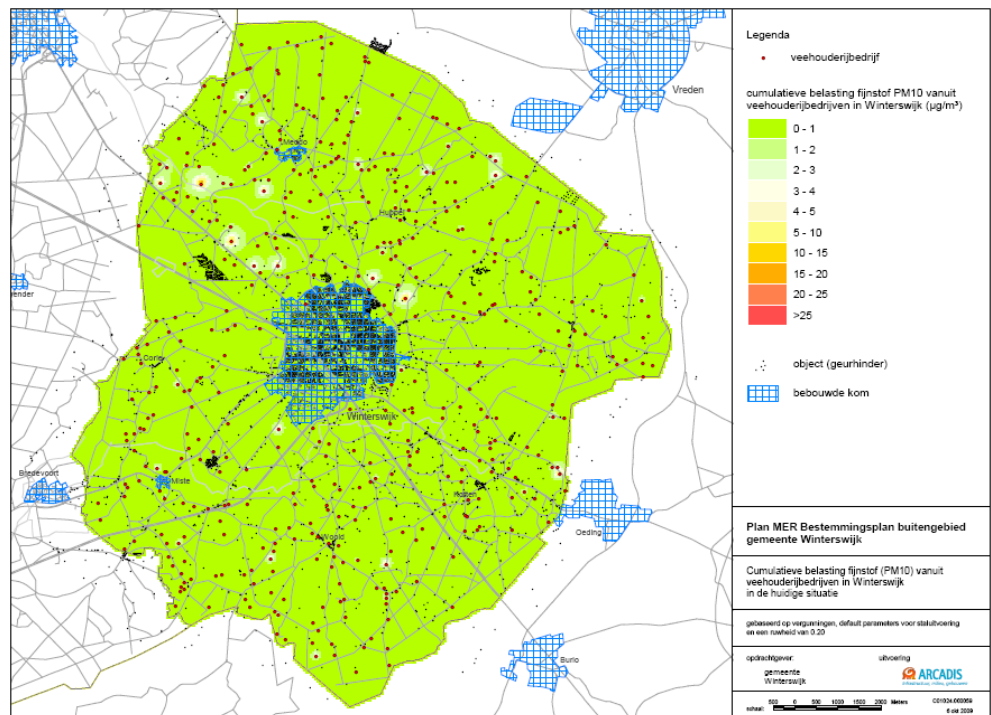 Legenda
veehouderijbedrijf
cumulatieve belasting fijnstof PM10 vanuit
veehouderijbedrijven in Winterswijk (µg/m³)
0 - 1
1 - 2
2 - 3
3 - 4
4 - 5
5 - 10
10 - 15
15 - 20
20 - 25
>25
object (geurhinder)
bebouwde kom
Vreden
Meddo
Huppel
Corle
Winterswijk
Bredevoort
Miste
Kotten
Woold
Oeding
Burlo
Plan MER Bestemmingsplan buitengebied
gemeente Winterswijk
Cumulatieve belasting fijnstof (PM10) vanuit
veehouderijbedrijven in Winterswijk
in de huidige situatie
gebaseerd op vergunningen, default parameters voor staluitvoering
en een ruwheid van 0.20
opdrachtgever:
uitvoering
gemeente
Winterswijk
ARCADIS
schaal:
500 0 500 1000 1500 2000 Meters
6 okt 2009